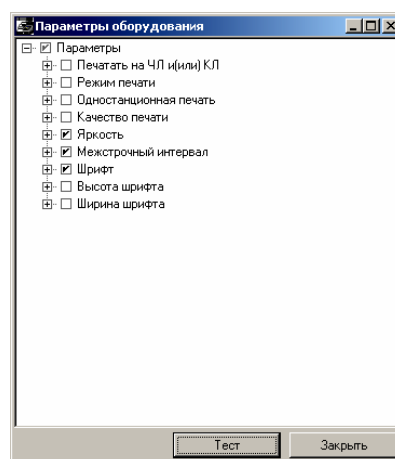 Параметры оборудования
Параметры
Печатать на ЧЛ и(или) КЛ
Режим печати
Одностанционная печать
Качество печати
Яркость
Межстрочный интервал
Шрифт
Высота шрифта
Ширина шрифта
Тест Закрыть